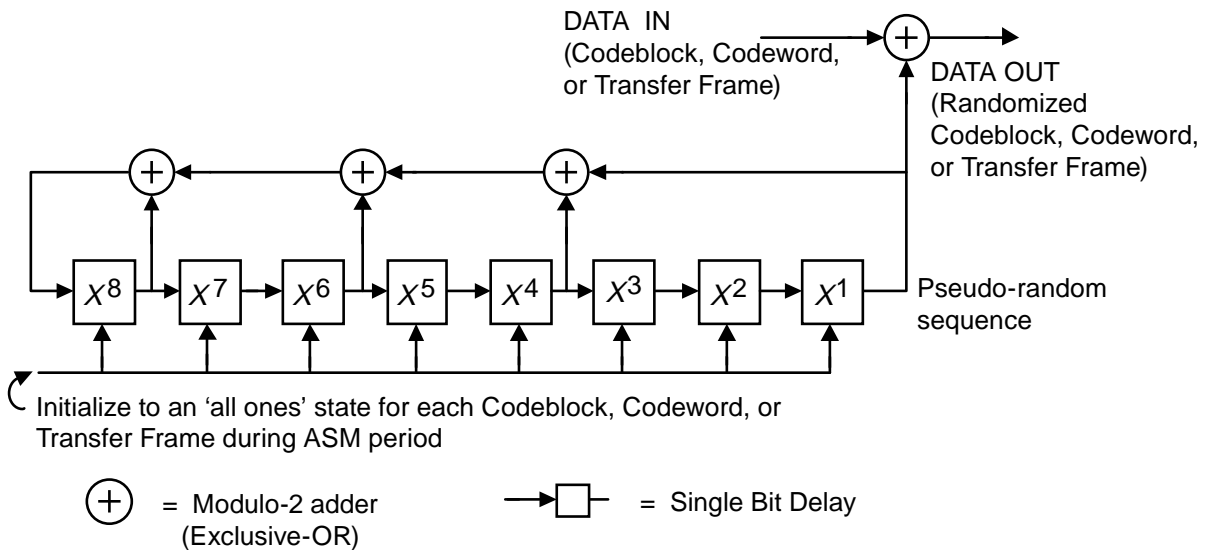 DATA IN
(Codeblock, Codeword,
or Transfer Frame)
+
DATA OUT
(Randomized
Codeblock, Codeword,
or Transfer Frame)
+ + +
X8 X7 X6 X5 X4 X3 X2 X1
Pseudo-random
sequence
Initialize to an ‘all ones’ state for each Codeblock, Codeword, or
Transfer Frame during ASM period
+ = Modulo-2 adder
(Exclusive-OR)
= Single Bit Delay